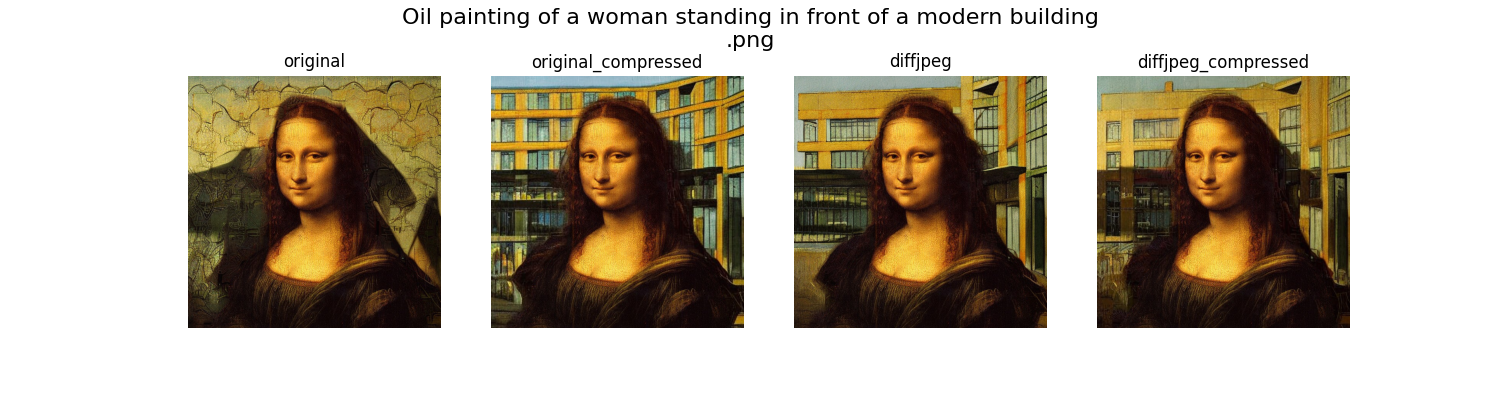 Oil painting of a woman standing in front of a modern building
.png
original
original_compressed
diffjpeg
diffjpeg_compressed